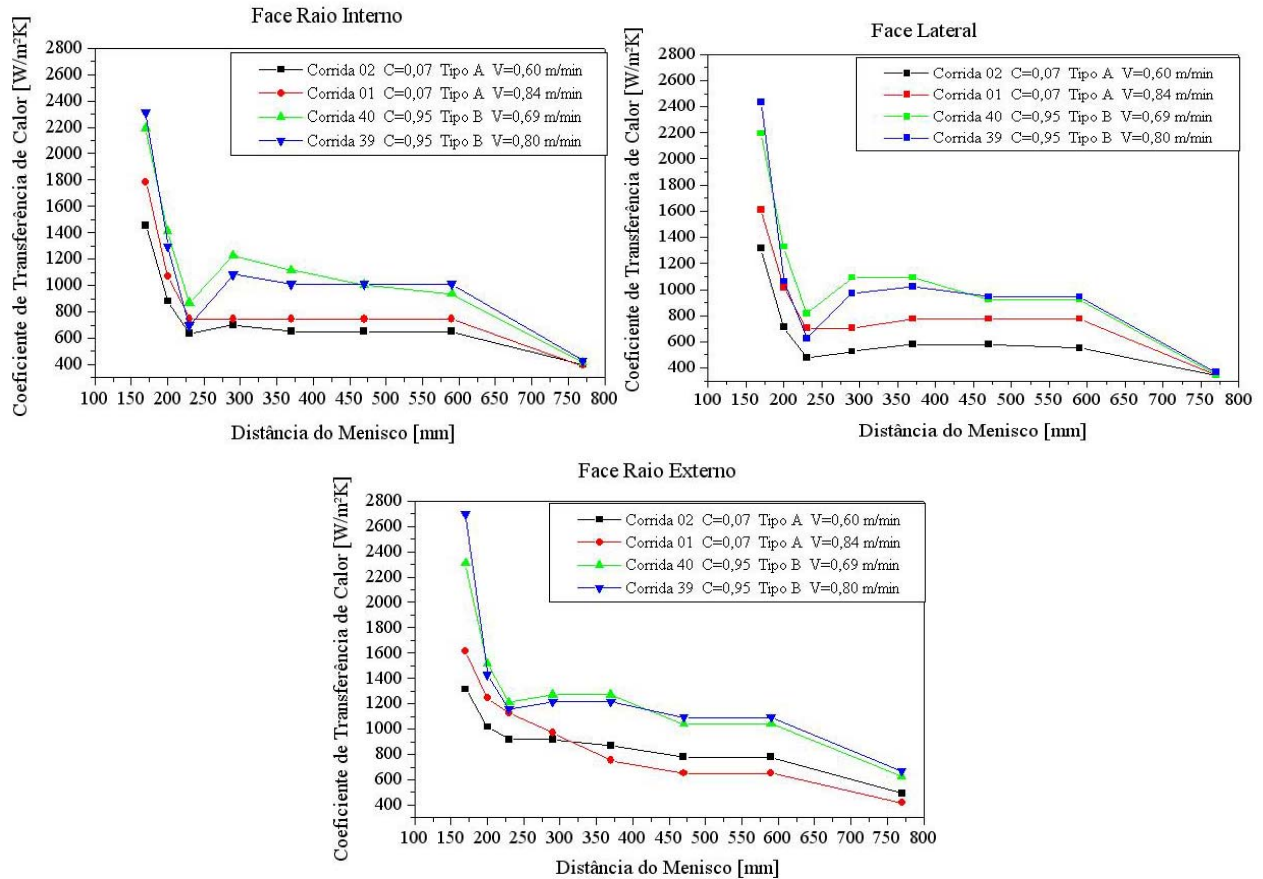 Face Raio Interno
Coeficiente de Transferência de Calor [W/m²K]
2800
2600
2400
2200
2000
1800
1600
1400
1200
1000
800
600
400
Corrida 02 C=0,07 Tipo A V=0,60 m/min
Corrida 01 C=0,07 Tipo A V=0,84 m/min
Corrida 40 C=0,95 Tipo B V=0,69 m/min
Corrida 39 C=0,95 Tipo B V=0,80 m/min
100 150 200 250 300 350 400 450 500 550 600 650 700 750 800
Distância do Menisco [mm]
Face Lateral
Coeficiente de Transferência de Calor [W/m²K]
2800
2600
2400
2200
2000
1800
1600
1400
1200
1000
800
600
400
Corrida 02 C=0,07 Tipo A V=0,60 m/min
Corrida 01 C=0,07 Tipo A V=0,84 m/min
Corrida 40 C=0,95 Tipo B V=0,69 m/min
Corrida 39 C=0,95 Tipo B V=0,80 m/min
100 150 200 250 300 350 400 450 500 550 600 650 700 750 800
Distância do Menisco [mm]
Face Raio Externo
Coeficiente de Transferência de Calor [W/m²K]
2800
2600
2400
2200
2000
1800
1600
1400
1200
1000
800
600
400
Corrida 02 C=0,07 Tipo A V=0,60 m/min
Corrida 01 C=0,07 Tipo A V=0,84 m/min
Corrida 40 C=0,95 Tipo B V=0,69 m/min
Corrida 39 C=0,95 Tipo B V=0,80 m/min
100 150 200 250 300 350 400 450 500 550 600 650 700 750 800
Distância do Menisco [mm]